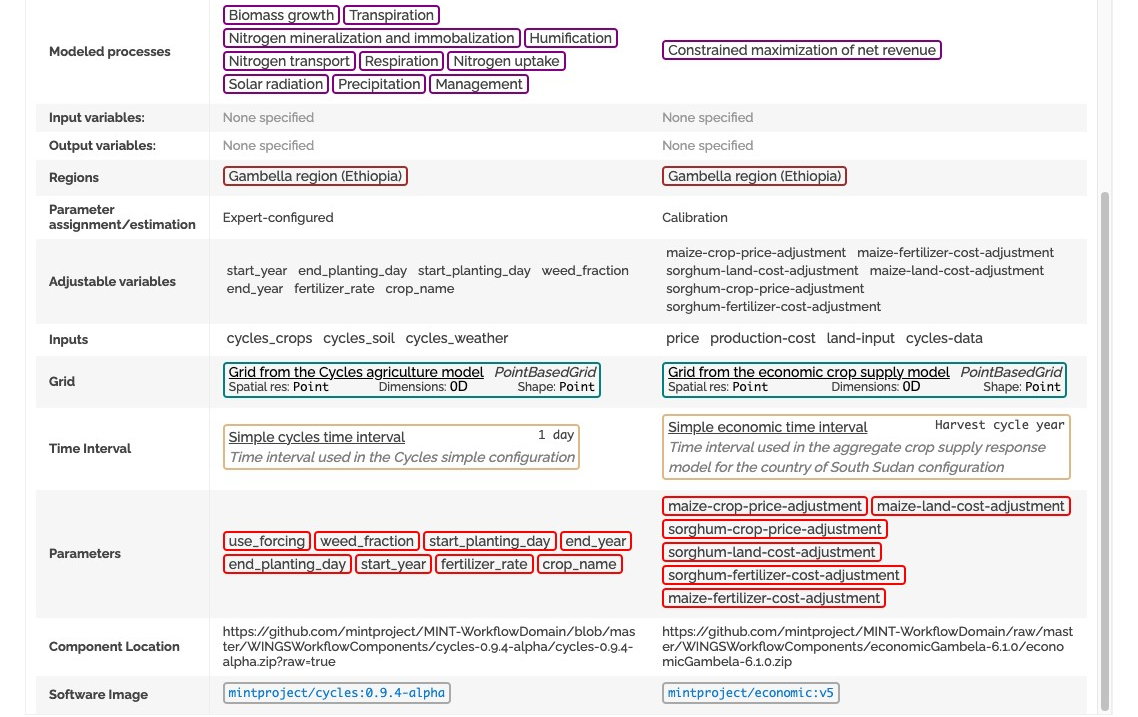 Biomass growth Transpiration
Modeled processes Nitrogen mineralization and immobalization Humification Constrained maximization of net revenue
Nitrogen transport Respiration Nitrogen uptake
Solar radiation Precipitation Management
Input variables: None specified None specified
Output variables: None specified None specified
Regions Gambella region (Ethiopia) Gambella region (Ethiopia)
Parameter
assignment/estimation Expert-configured Calibration
maize-crop-price-adjustment maize-fertilizer-cost-adjustment
Adjustable variables start_year end_planting_day start_planting_day weed_fraction sorghum-land-cost-adjustment maize-land-cost-adjustment
end_year fertilizer_rate crop_name sorghum-crop-price-adjustment
sorghum-fertilizer-cost-adjustment
Inputs cycles_crops cycles_soil cycles_weather price production-cost land-input cycles-data
Grid Grid from the Cycles agriculture model PointBasedGrid Grid from the economic crop supply model PointBasedGrid
Spatial res: Point Dimensions: 0D Shape: Point Spatial res: Point Dimensions: 0D Shape: Point
Time Interval Simple cycles time interval 1 day Simple economic time interval Harvest cycle year
Time interval used in the Cycles simple configuration Time interval used in the aggregate crop supply response
model for the country of South Sudan configuration
maize-crop-price-adjustment maize-land-cost-adjustment
sorghum-crop-price-adjustment
Parameters use_forcing weed_fraction start_planting_day end_year sorghum-land-cost-adjustment
end_planting_day start_year fertilizer_rate crop_name sorghum-fertilizer-cost-adjustment
maize-fertilizer-cost-adjustment
https://github.com/mintproject/MINT-WorkflowDomain/blob/mas https://github.com/mintproject/MINT-WorkflowDomain/raw/mast
Component Location ter/WINGSWorkflowComponents/cycles-0.9.4-alpha/cycles-0.9.4- er/WINGSWorkflowComponents/economicGambela-6.1.0/econo
alpha.zip?raw=true micGambela-6.1.0.zip
Software Image mintproject/cycles:0.9.4-alpha mintproject/economic:v5